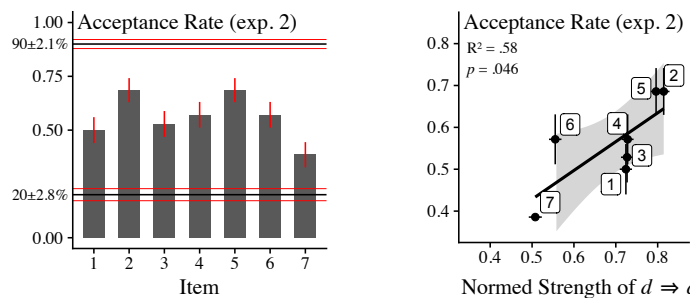 Acceptance Rate (exp. 2)
1.00
90±2.1%
0.75
0.50
20±2.8%
0.00
1 2 3 4 5 6 7
Item
Acceptance Rate (exp. 2)
R² = .58
p = .046
0.8
0.7
0.6
0.5
0.4
5 2
6 4
3
1
7
0.4 0.5 0.6 0.7 0.8
Normed Strength of d ⇒